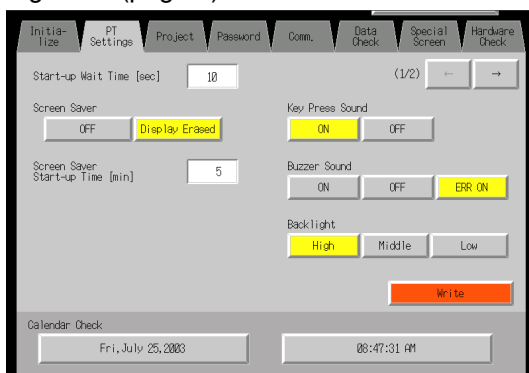 Initia-
lize
PT
Settings
Project
Password
Comm.
Data
Check
Special
Screen
Hardware
Check
Start-up Wait Time [sec]
10
(1/2)
←
→
Screen Saver
OFF
Display Erased
Key Press Sound
ON
OFF
Screen Saver
Start-up Time [min]
5
Buzzer Sound
ON
OFF
ERR ON
Backlight
High
Middle
Low
Write
Calendar Check
Fri,July 25,2003
08:47:31 AM